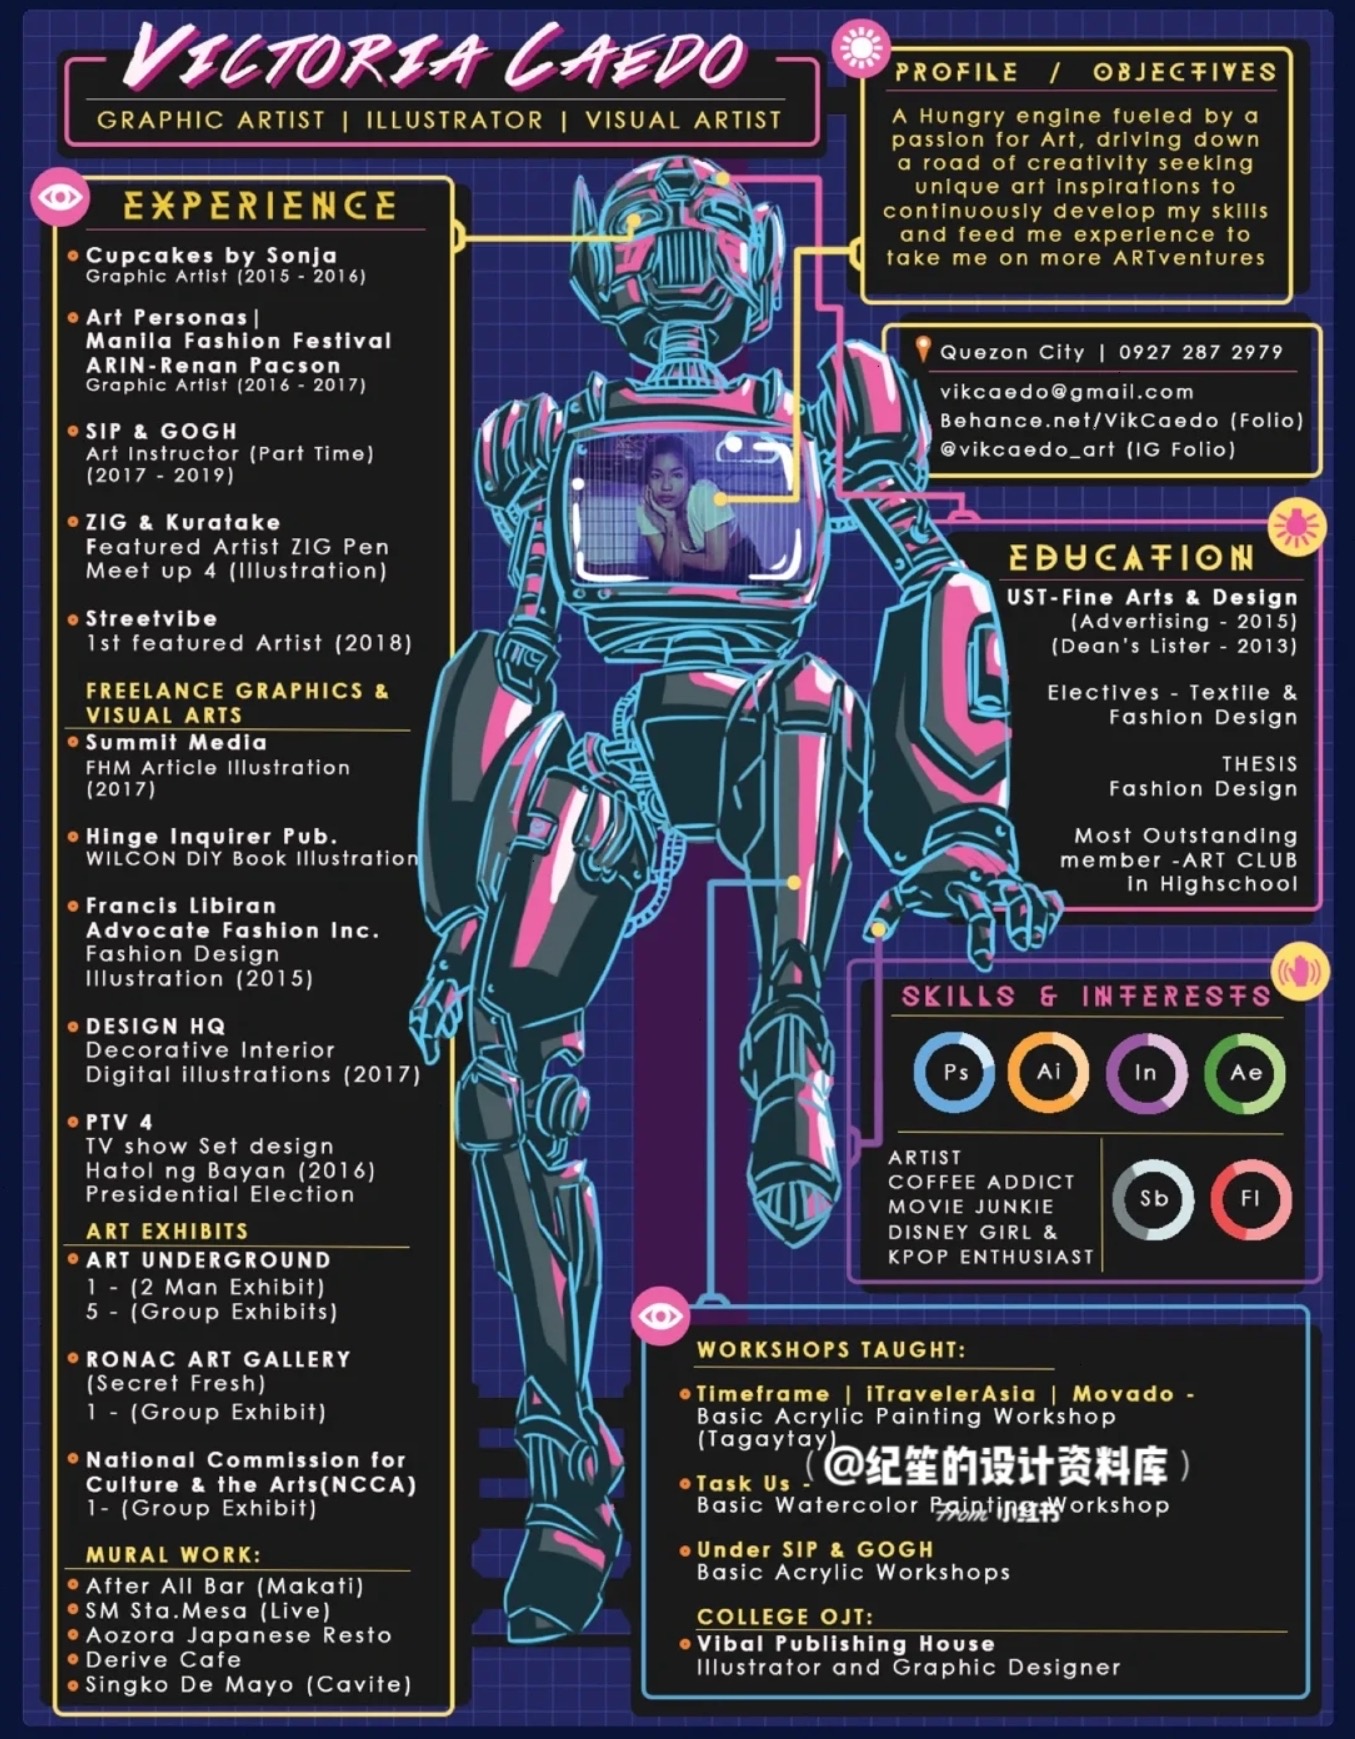 VICTORIA CAEDO
GRAPHIC ARTIST | ILLUSTRATOR | VISUAL ARTIST
EXPERIENCE
Cupcakes by Sonja
Graphic Artist (2015 - 2016)
Art Personas|
Manila Fashion Festival
ARIN-Renan Pacson
Graphic Artist (2016 - 2017)
SIP & GOGH
Art Instructor (Part Time)
(2017 - 2019)
ZIG & Kuratake
Featured Artist ZIG Pen
Meet up 4 (Illustration)
Streetvibe
1st featured Artist (2018)
FREELANCE GRAPHICS &
VISUAL ARTS
Summit Media
FHM Article Illustration
(2017)
Hinge Inquirer Pub.
WILCON DIY Book Illustration
Francis Libiran
Advocate Fashion Inc.
Fashion Design
Illustration (2015)
DESIGN HQ
Decorative Interior
Digital illustrations (2017)
PTV 4
TV show Set design
Hatol ng Bayan (2016)
Presidential Election
ART EXHIBITS
ART UNDERGROUND
1 - (2 Man Exhibit)
5 - (Group Exhibits)
RONAC ART GALLERY
(Secret Fresh)
1 - (Group Exhibit)
National Commission for
Culture & the Arts(NCCA)
1- (Group Exhibit)
MURAL WORK:
After All Bar (Makati)
SM Sta.Mesa (Live)
Aozora Japanese Resto
Derive Cafe
Singko De Mayo (Cavite)
PROFILE / OBJECTIVES
A Hungry engine fueled by a
passion for Art, driving down
a road of creativity seeking
unique art inspirations to
continuously develop my skills
and feed me experience to
take me on more ARTventures
Quezon City | 0927 287 2979
vikcaedo@gmail.com
Behance.net/VikCaedo (Folio)
@vikcaedo_art (IG Folio)
EDUCATION
UST-Fine Arts & Design
(Advertising - 2015)
(Dean's Lister - 2013)
Electives - Textile &
Fashion Design
THESIS
Fashion Design
Most Outstanding
member -ART CLUB
in Highschool
SKILLS & INTERESTS
Ps Ai In Ae
ARTIST
COFFEE ADDICT
MOVIE JUNKIE
DISNEY GIRL &
KPOP ENTHUSIAST
Sb Fl
WORKSHOPS TAUGHT:
Timeframe | iTravelerAsia | Movado -
Basic Acrylic Painting Workshop
(Tagaytay)
(@纪笙的设计资料库)
Task Us -
Basic Watercolor Painting Workshop
From 小红书
Under SIP & GOGH
Basic Acrylic Workshops
COLLEGE OJT:
Vibal Publishing House
Illustrator and Graphic Designer